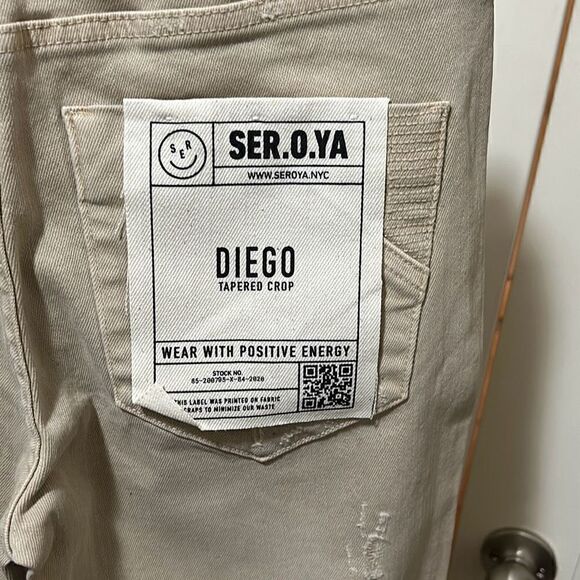 SER
SER.O.YA
WWW.SEROYA.NYC
DIEGO
TAPERED CROP
WEAR WITH POSITIVE ENERGY
STOCK NO.
THIS LABEL WAS PRINTED ON FABRIC
SCRAPS TO MINIMIZE OUR WASTE